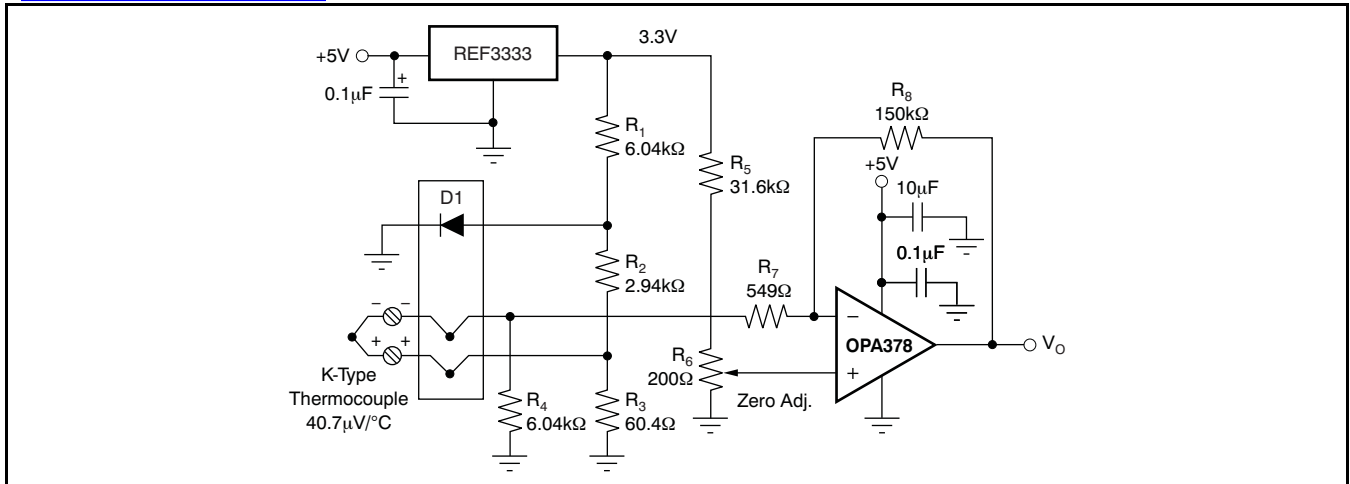 +5V
REF3333
3.3V
+
0.1μF
R1
6.04kΩ
R5
31.6kΩ
R8
150kΩ
+5V
10μF
0.1μF
D1
R2
2.94kΩ
R7
549Ω
− −
+ +
K-Type
Thermocouple
40.7μV/°C
R4
6.04kΩ
R3
60.4Ω
R6
200Ω
Zero Adj.
−
OPA378
+
VO